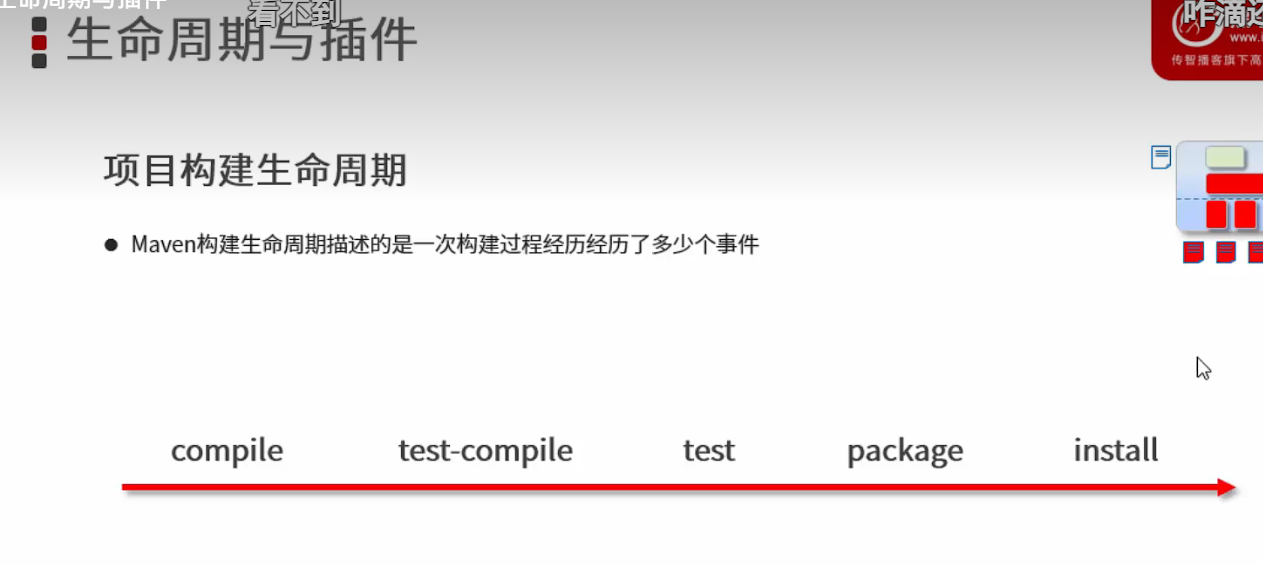 生命周期与插件
看不到
生命周期与插件
咋滴
www.i
传智播客旗下高
项目构建生命周期
● Maven构建生命周期描述的是一次构建过程经历经历了多少个事件
compile test-compile test package install